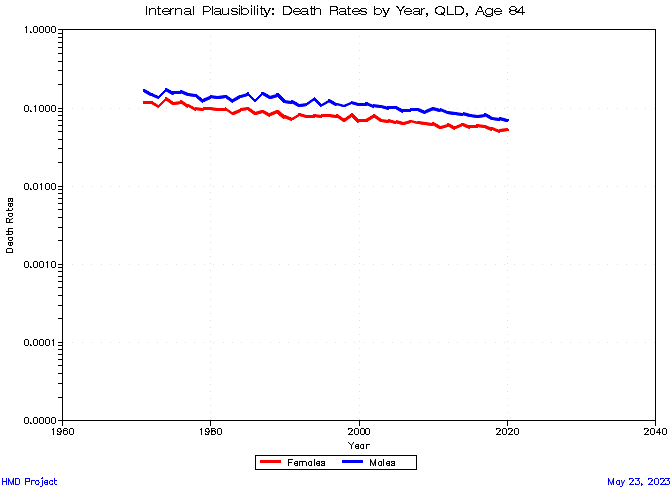 Internal Plausibility: Death Rates by Year, QLD, Age 84
1.0000
0.1000
0.0100
0.0010
0.0001
0.0000
Death Rates
1960
1980
2000
2020
2040
Year
Females
Males
HMD Project
May 23, 2023